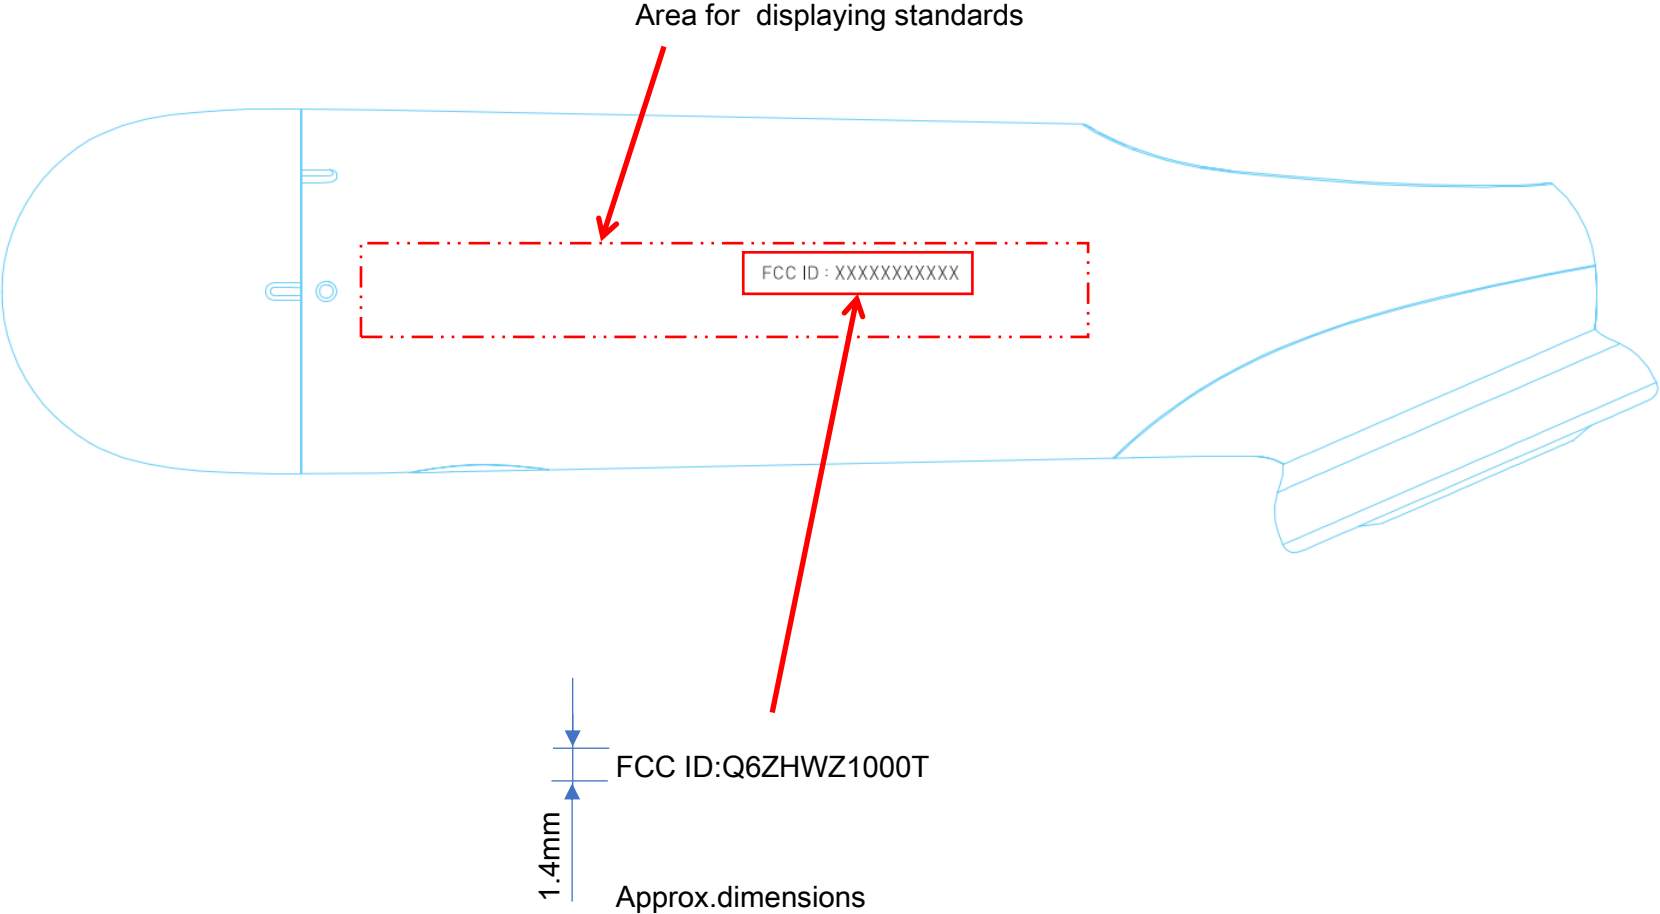 Area for  displaying standards
FCC ID : XXXXXXXXXXX
FCC ID:Q6ZHWZ1000T
1.4mm
Approx.dimensions